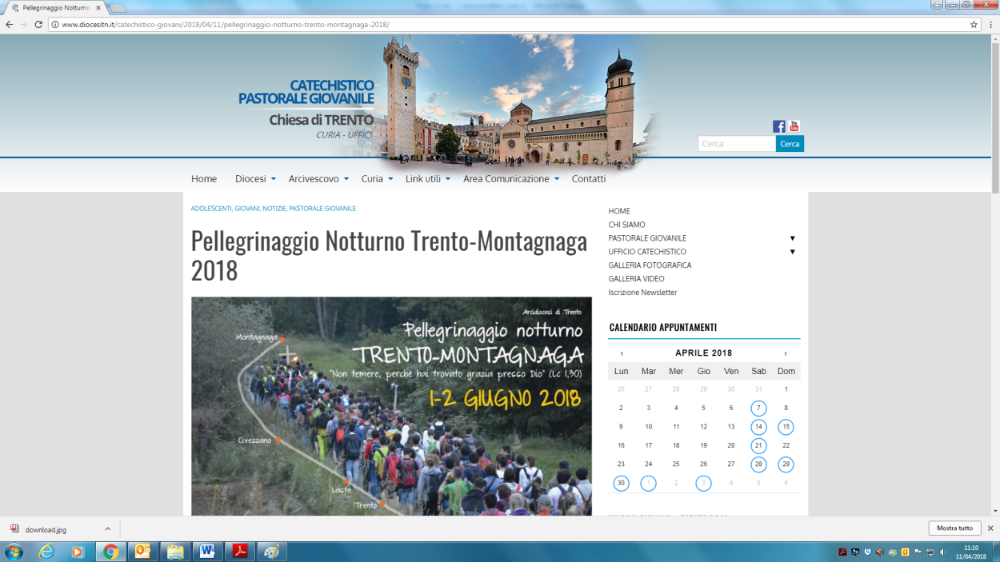 Pellegrinaggio Notturno
www.diocesitn.it/catechistico-giovani/2018/04/11/pellegrinaggio-notturno-trento-montagnaga-2018/
CATECHISTICO
PASTORALE GIOVANILE
Chiesa di TRENTO
CURIA - UFFICI
You
Tube
Cerca
Cerca
Home Diocesi Arcivescovo Curia Link utili Area Comunicazione Contatti
ADOLESCENTI, GIOVANI, NOTIZIE, PASTORALE GIOVANILE
Pellegrinaggio Notturno Trento-Montagnaga
2018
Arcidiocesi di Trento
Pellegrinaggio notturno
TRENTO-MONTAGNAGA
"Non temere, perchè hai trovato grazia presso Dio" (Lc 1,30)
1-2 GIUGNO 2018
Montagnaga
Civezzano
Laste
Trento
HOME
CHI SIAMO
PASTORALE GIOVANILE
UFFICIO CATECHISTICO
GALLERIA FOTOGRAFICA
GALLERIA VIDEO
Iscrizione Newsletter
CALENDARIO APPUNTAMENTI
‹ APRILE 2018 ›
Lun Mar Mer Gio Ven Sab Dom
26 27 28 29 30 31 1
2 3 4 5 6 7 8
9 10 11 12 13 14 15
16 17 18 19 20 21 22
23 24 25 26 27 28 29
30 1 2 3 4 5 6
download.jpg
Mostra tutto
11:10
11/04/2018